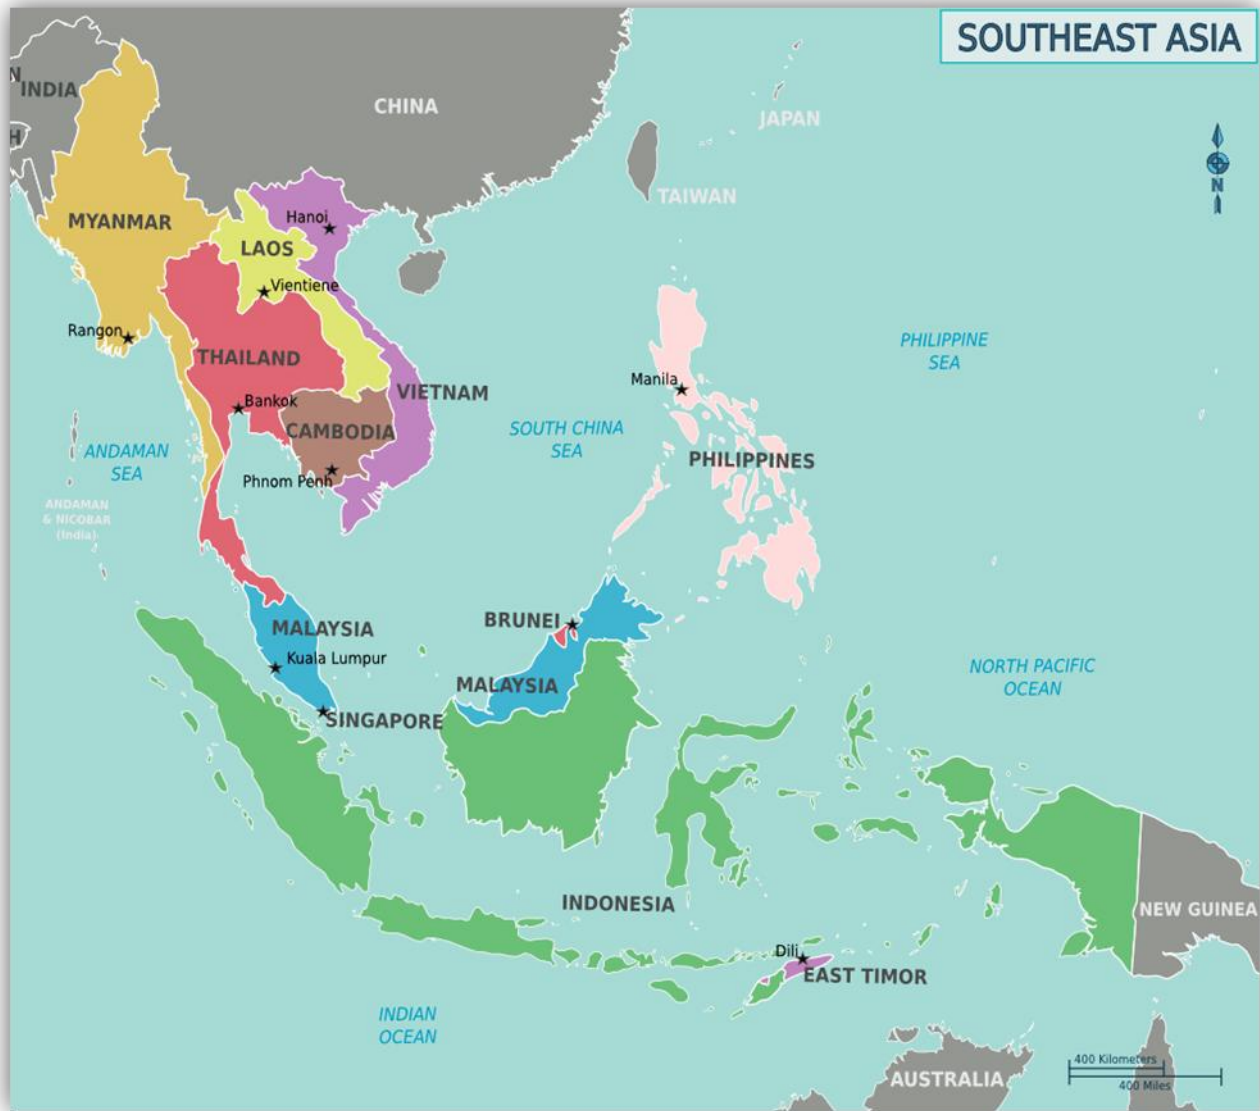 SOUTHEAST ASIA
N
INDIA
H
CHINA
JAPAN
TAIWAN
N
MYANMAR
Hanoi
LAOS
Vientiene
Rangon
THAILAND
Bankok
VIETNAM
CAMBODIA
Phnom Penh
ANDAMAN
SEA
ANDAMAN
& NICOBAR
(India)
SOUTH CHINA
SEA
PHILIPPINE
SEA
Manila
PHILIPPINES
BRUNEI
MALAYSIA
Kuala Lumpur
MALAYSIA
SINGAPORE
NORTH PACIFIC
OCEAN
INDONESIA
NEW GUINEA
Dili
EAST TIMOR
INDIAN
OCEAN
AUSTRALIA
400 Kilometers
400 Miles